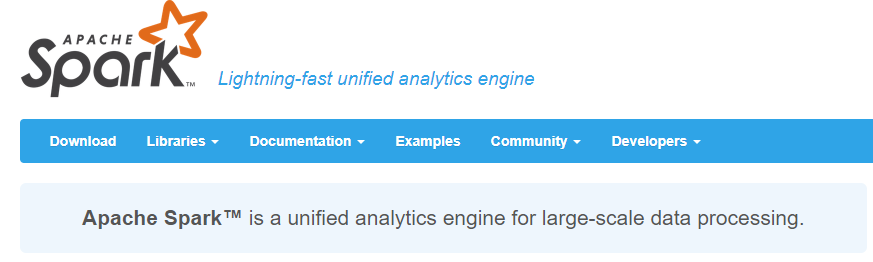 APACHE
Spark™
Lightning-fast unified analytics engine
Download Libraries Documentation Examples Community Developers
Apache Spark™ is a unified analytics engine for large-scale data processing.